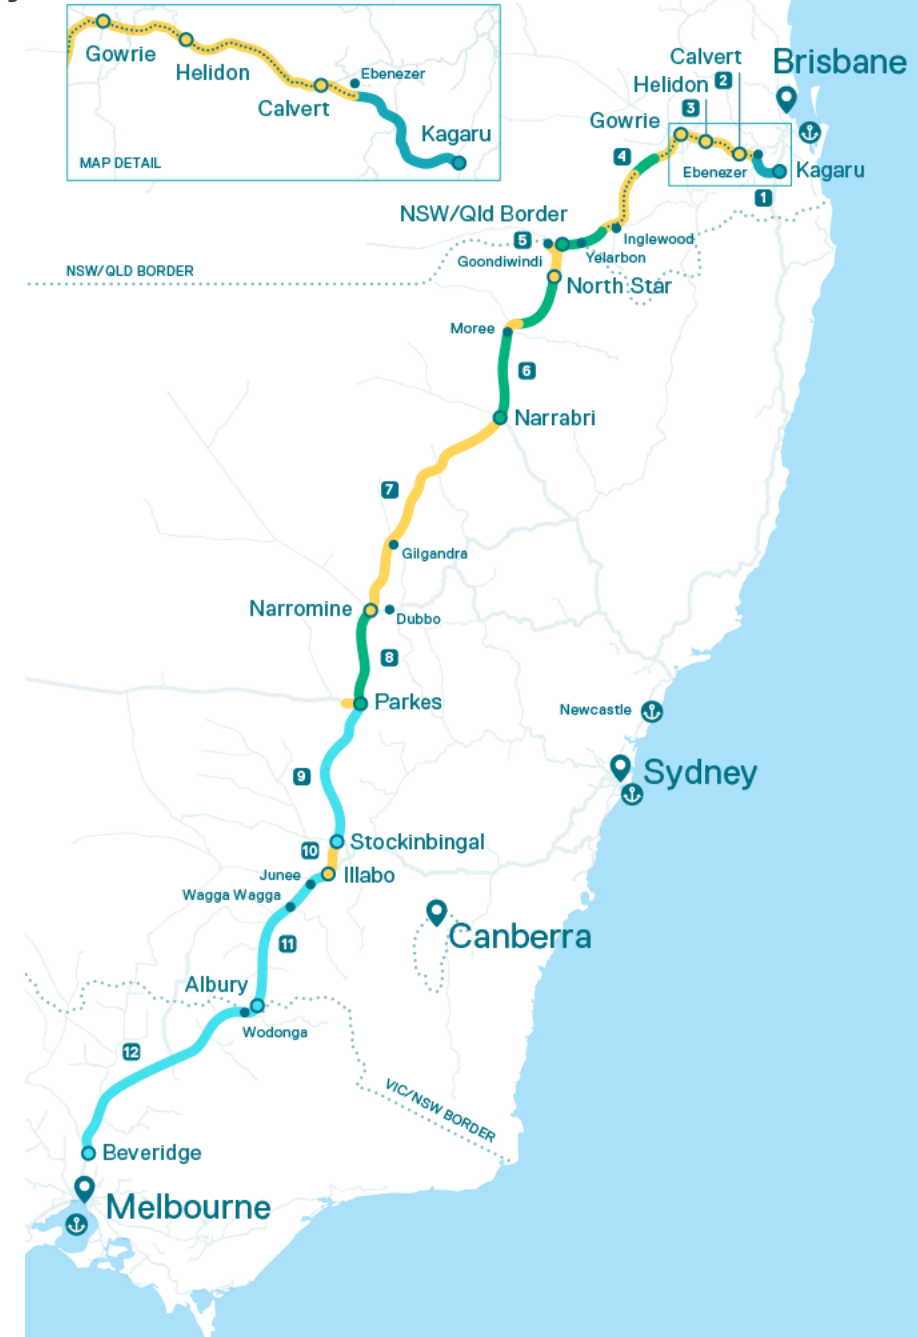 Gowrie
Helidon
Ebenezer
Calvert
Kagaru
MAP DETAIL
Calvert
2
Brisbane
Helidon
3
Gowrie
4
Ebenezer
Kagaru
1
NSW/Qld Border
5
Inglewood
Goondiwindi
Yelarbon
NSW/QLD BORDER
North Star
Moree
6
Narrabri
7
Gilgandra
Narromine
Dubbo
8
Parkes
Newcastle
9
Sydney
Stockinbingal
10
Junee
Illabo
Wagga Wagga
Canberra
11
Albury
Wodonga
12
VIC/NSW BORDER
Beveridge
Melbourne